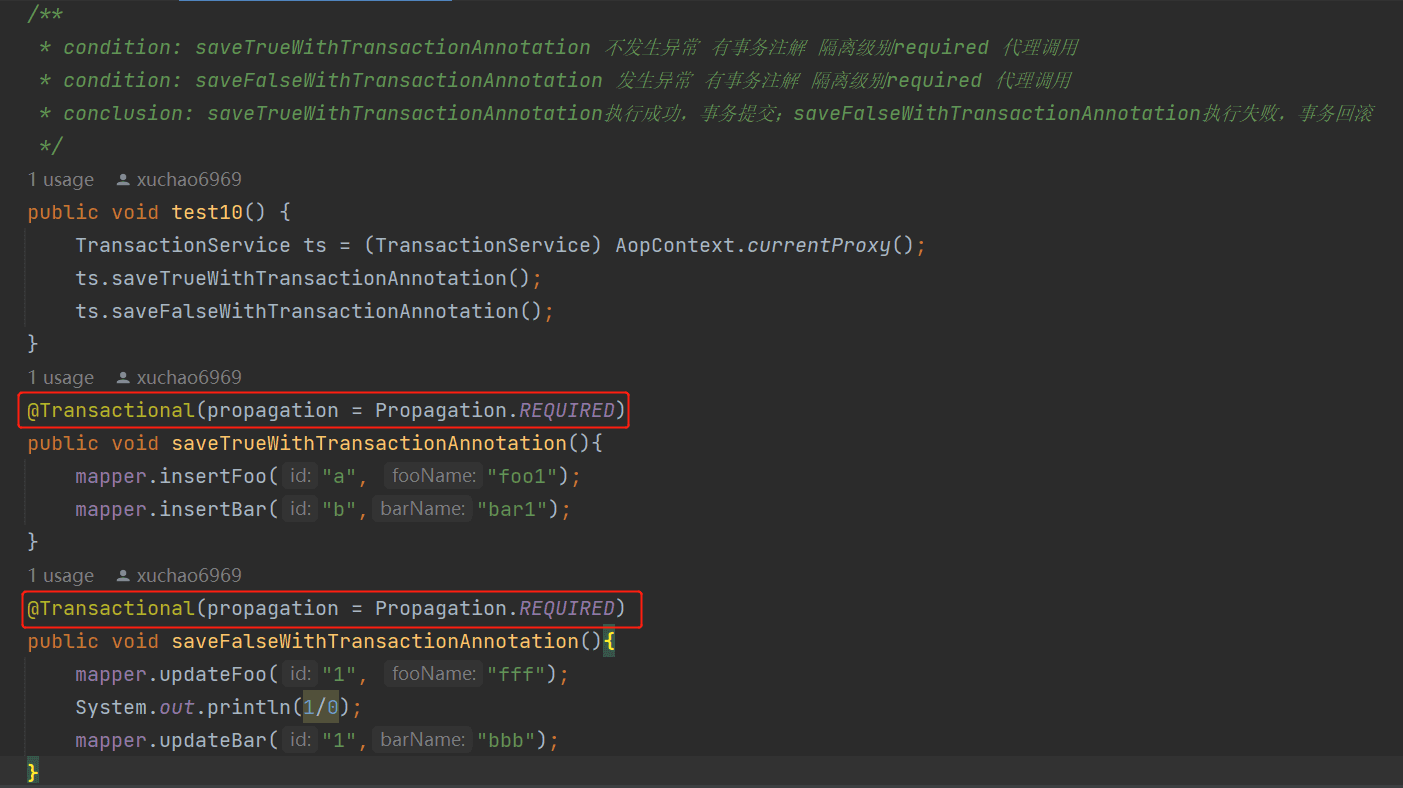 /**
 * condition: saveTrueWithTransactionAnnotation 不发生异常 有事务注解 隔离级别required 代理调用
 * condition: saveFalseWithTransactionAnnotation 发生异常 有事务注解 隔离级别required 代理调用
 * conclusion: saveTrueWithTransactionAnnotation执行成功，事务提交；saveFalseWithTransactionAnnotation执行失败，事务回滚
 */
1 usage xuchao6969
public void test10() {
    TransactionService ts = (TransactionService) AopContext.currentProxy();
    ts.saveTrueWithTransactionAnnotation();
    ts.saveFalseWithTransactionAnnotation();
}
1 usage xuchao6969
@Transactional(propagation = Propagation.REQUIRED)
public void saveTrueWithTransactionAnnotation(){
    mapper.insertFoo( id: "a", fooName: "foo1");
    mapper.insertBar( id: "b", barName: "bar1");
}
1 usage xuchao6969
@Transactional(propagation = Propagation.REQUIRED)
public void saveFalseWithTransactionAnnotation(){
    mapper.updateFoo( id: "1", fooName: "fff");
    System.out.println(1/0);
    mapper.updateBar( id: "1", barName: "bbb");
}